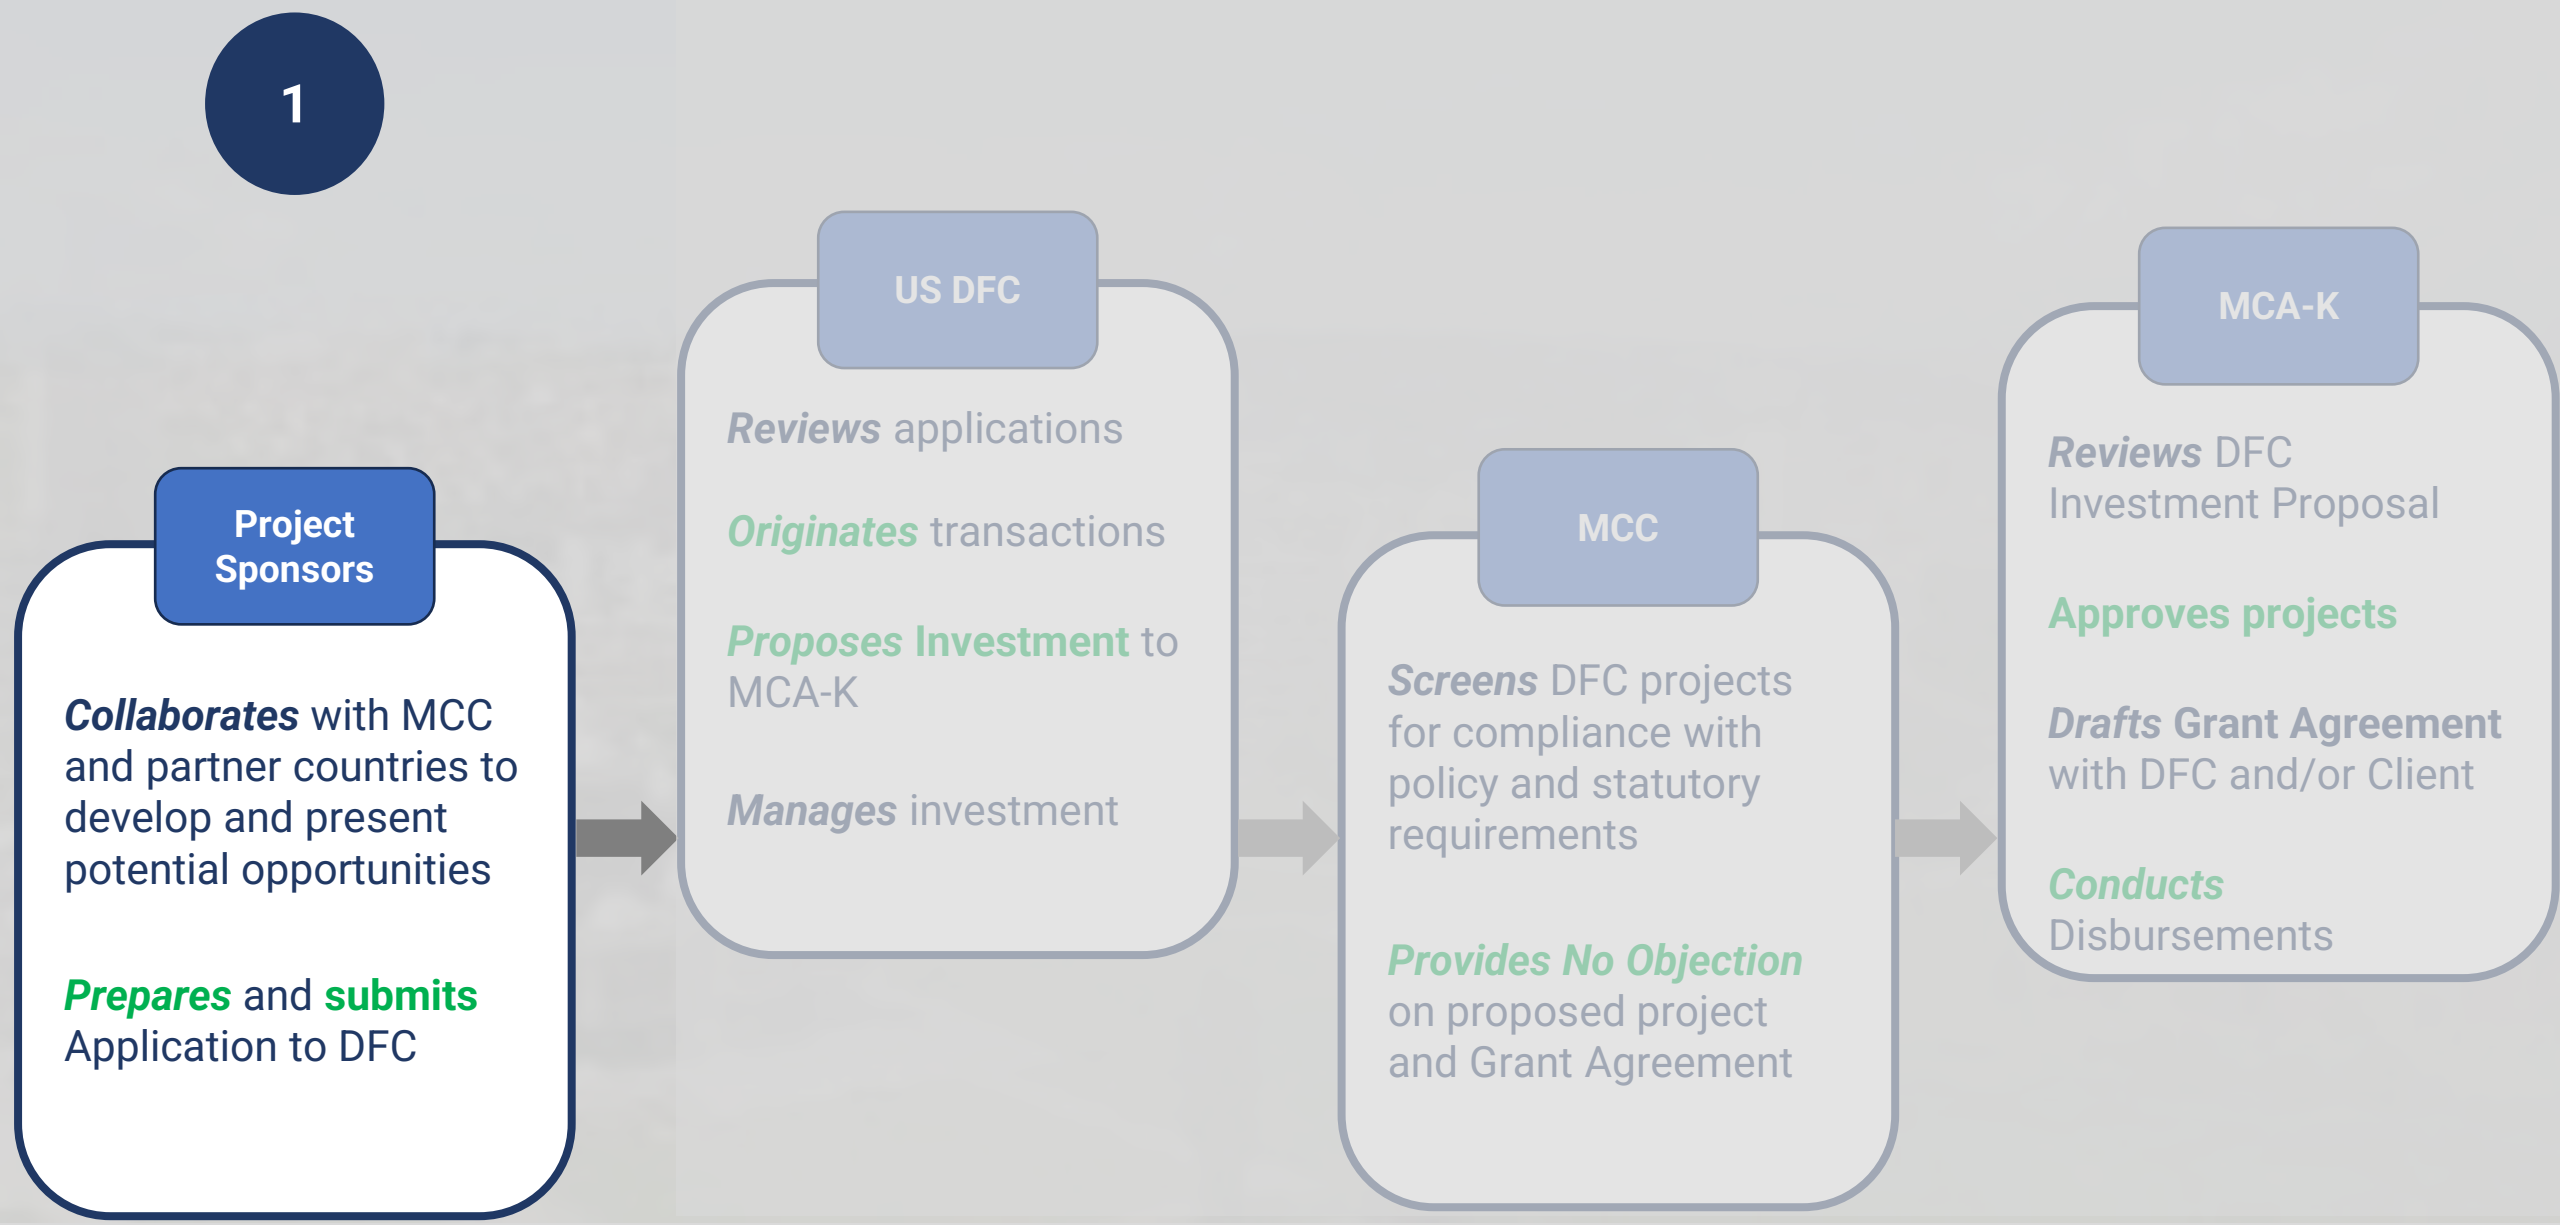 1
Project
Sponsors
Collaborates with MCC
and partner countries to
develop and present
potential opportunities
Prepares and submits
Application to DFC
US DFC
Reviews applications
Originates transactions
Proposes Investment to
MCA-K
Manages investment
MCC
Screens DFC projects
for compliance with
policy and statutory
requirements
Provides No Objection
on proposed project
and Grant Agreement
MCA-K
Reviews DFC
Investment Proposal
Approves projects
Drafts Grant Agreement
with DFC and/or Client
Conducts
Disbursements